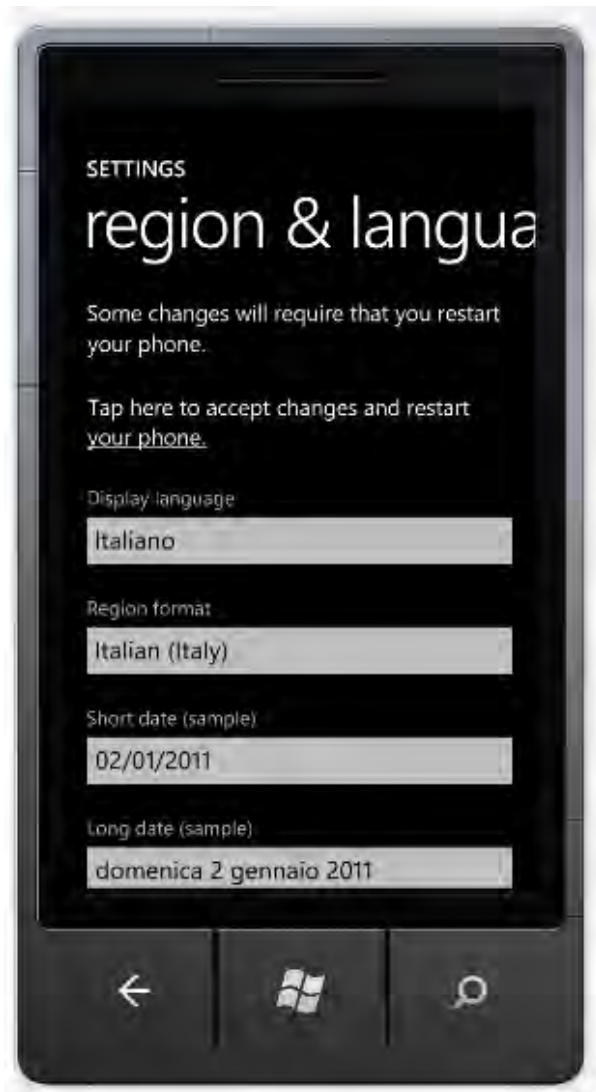 SETTINGS
region & langua
Some changes will require that you restart
your phone.
Tap here to accept changes and restart
your phone.
Display language
Italiano
Region format
Italian (Italy)
Short date (sample)
02/01/2011
Long date (sample)
domenica 2 gennaio 2011